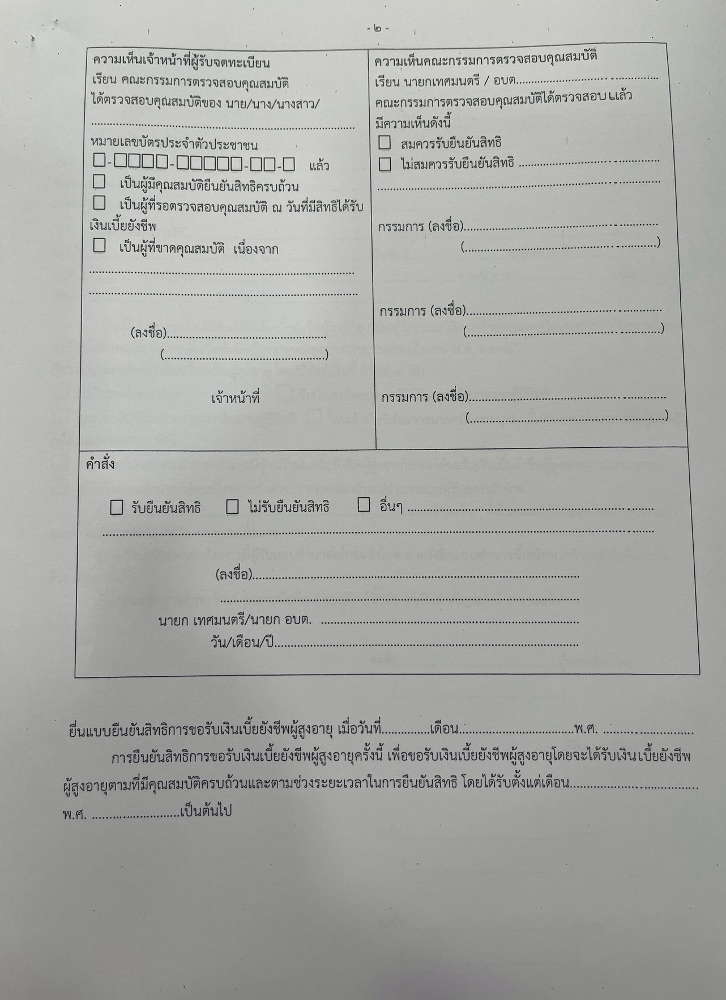 - ๒ -
ความเห็นเจ้าหน้าที่ผู้รับจดทะเบียน
เรียน คณะกรรมการตรวจสอบคุณสมบัติ
ได้ตรวจสอบคุณสมบัติของ นาย/นาง/นางสาว/
....................................................................................
หมายเลขบัตรประจำตัวประชาชน
□-□□□□-□□□□□-□□-□ แล้ว
□ เป็นผู้มีคุณสมบัติยืนยันสิทธิครบถ้วน
□ เป็นผู้ที่รอตรวจสอบคุณสมบัติ ณ วันที่มีสิทธิได้รับ
เงินเบี้ยยังชีพ
□ เป็นผู้ที่ขาดคุณสมบัติ เนื่องจาก
....................................................................................
....................................................................................
(ลงชื่อ)..................................................
(..................................................)
เจ้าหน้าที่
ความเห็นคณะกรรมการตรวจสอบคุณสมบัติ
เรียน นายกเทศมนตรี / อบต.............................................
คณะกรรมการตรวจสอบคุณสมบัติได้ตรวจสอบแล้ว
มีความเห็นดังนี้
□ สมควรรับยืนยันสิทธิ
□ ไม่สมควรรับยืนยันสิทธิ ............................................
....................................................................................
กรรมการ (ลงชื่อ).............................................................
(.............................................................)
กรรมการ (ลงชื่อ).............................................................
(.............................................................)
กรรมการ (ลงชื่อ).............................................................
(.............................................................)
คำสั่ง
□ รับยืนยันสิทธิ □ ไม่รับยืนยันสิทธิ □ อื่นๆ ..............................................................................
....................................................................................................................................................................
(ลงชื่อ)......................................................................................................
................................................................................................................
นายก เทศมนตรี/นายก อบต. .................................................................................
วัน/เดือน/ปี................................................................................................
ยื่นแบบยืนยันสิทธิการขอรับเงินเบี้ยยังชีพผู้สูงอายุ เมื่อวันที่...............เดือน....................................พ.ศ. ............................
การยืนยันสิทธิการขอรับเงินเบี้ยยังชีพผู้สูงอายุครั้งนี้ เพื่อขอรับเงินเบี้ยยังชีพผู้สูงอายุโดยจะได้รับเงินเบี้ยยังชีพ
ผู้สูงอายุตามที่มีคุณสมบัติครบถ้วนและตามช่วงระยะเวลาในการยืนยันสิทธิ โดยได้รับตั้งแต่เดือน........................................
พ.ศ. ...........................เป็นต้นไป